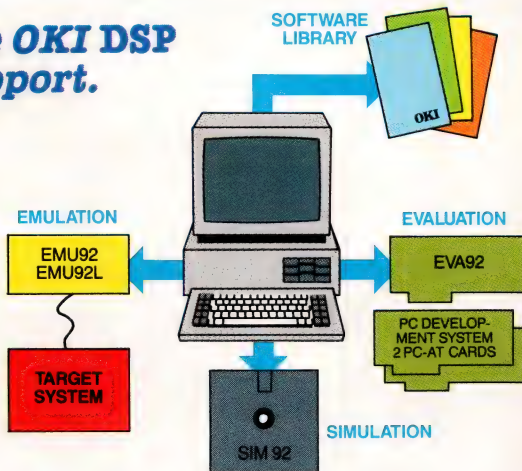 OKI DSP
SOFTWARE
LIBRARY
OKI
EMULATION
EMU92
EMU92L
TARGET
SYSTEM
EVALUATION
EVA92
PC DEVELOP-
MENT SYSTEM
2 PC-AT CARDS
SIM 92
SIMULATION